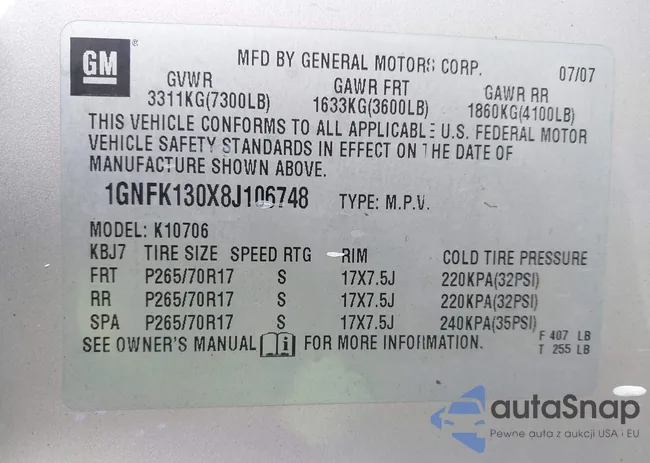 GM ®
MFD BY GENERAL MOTORS CORP. 07/07
GVWR GAWR FRT GAWR RR
3311KG(7300LB) 1633KG(3600LB) 1860KG(4100LB)
THIS VEHICLE CONFORMS TO ALL APPLICABLE U.S. FEDERAL MOTOR
VEHICLE SAFETY STANDARDS IN EFFECT ON THE DATE OF
MANUFACTURE SHOWN ABOVE.
1GNFK130X8J106748 TYPE: M.P.V.
MODEL: K10706
KBJ7 TIRE SIZE SPEED RTG RIM COLD TIRE PRESSURE
FRT P265/70R17 S 17X7.5J 220KPA(32PSI)
RR P265/70R17 S 17X7.5J 220KPA(32PSI)
SPA P265/70R17 S 17X7.5J 240KPA(35PSI)
SEE OWNER'S MANUAL i FOR MORE INFORMATION. F 407 LB
T 255 LB
autaSnap
Pewne auta z aukcji USA i EU